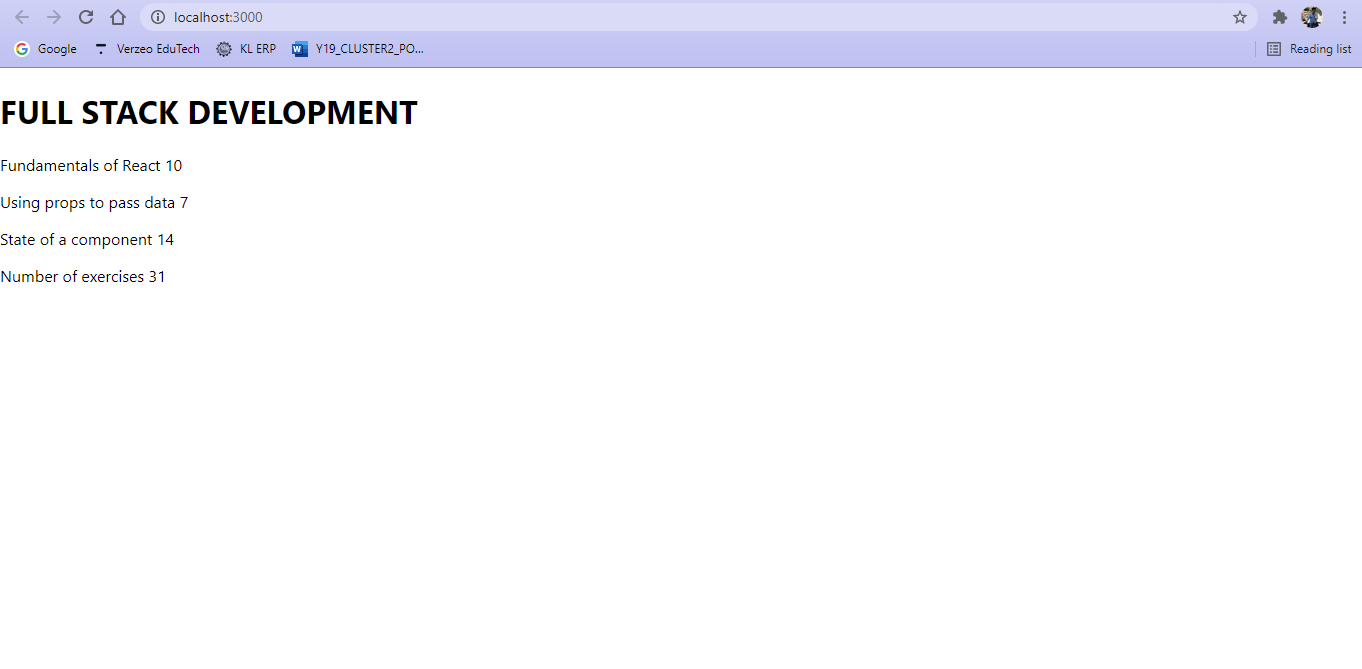 localhost:3000
Google Verzeo EduTech KL ERP Y19_CLUSTER2_PO... Reading list
FULL STACK DEVELOPMENT
Fundamentals of React 10
Using props to pass data 7
State of a component 14
Number of exercises 31